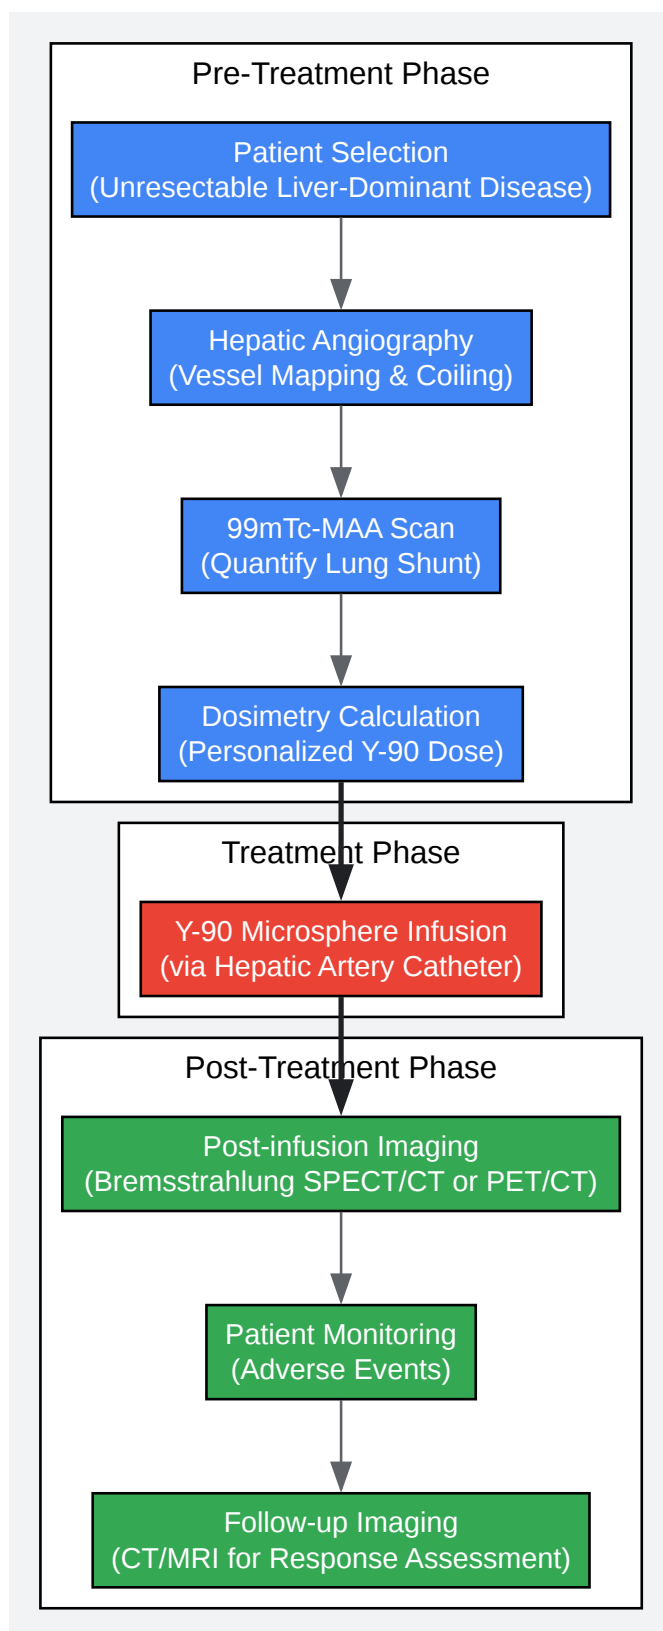 Pre-Treatment Phase
Patient Selection
(Unresectable Liver-Dominant Disease)
Hepatic Angiography
(Vessel Mapping & Coiling)
99mTc-MAA Scan
(Quantify Lung Shunt)
Dosimetry Calculation
(Personalized Y-90 Dose)
Treatment Phase
Y-90 Microsphere Infusion
(via Hepatic Artery Catheter)
Post-Treatment Phase
Post-infusion Imaging
(Bremsstrahlung SPECT/CT or PET/CT)
Patient Monitoring
(Adverse Events)
Follow-up Imaging
(CT/MRI for Response Assessment)